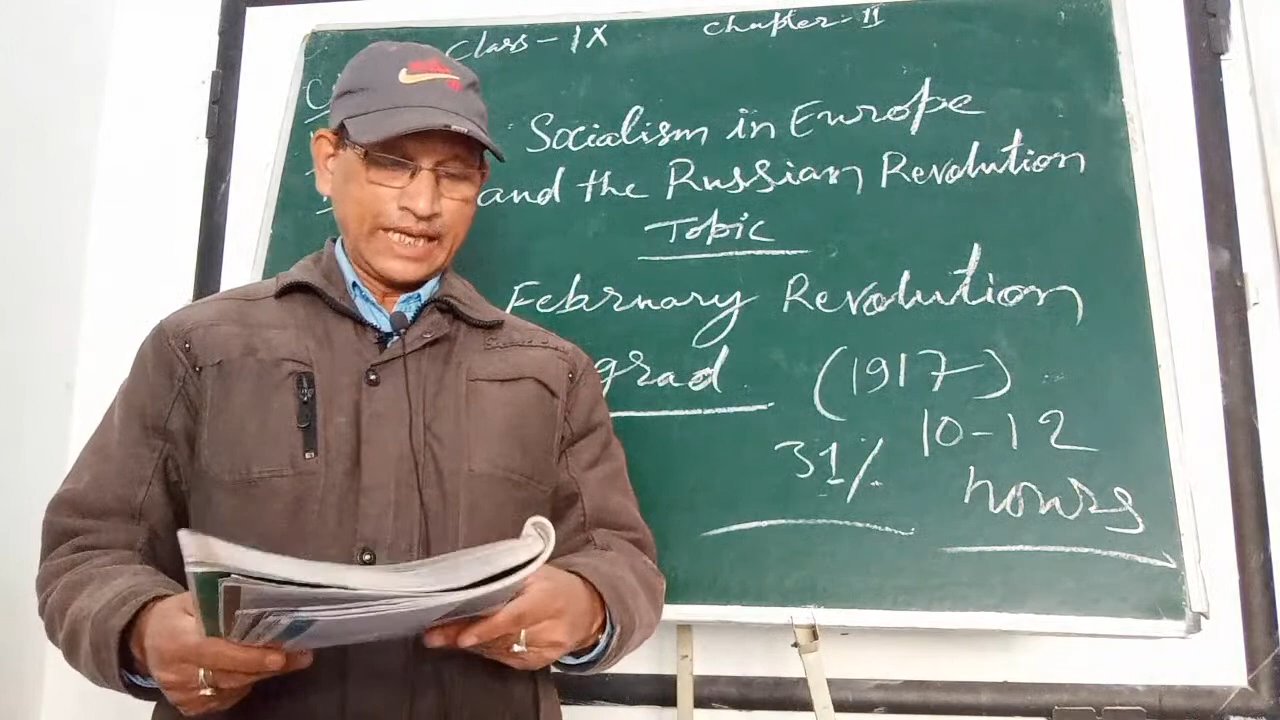 Class-IX
Chapter-II
Socialism in Europe
and the Russian Revolution
Topic
February Revolution
grad
(1917)
31%
10-12
hours